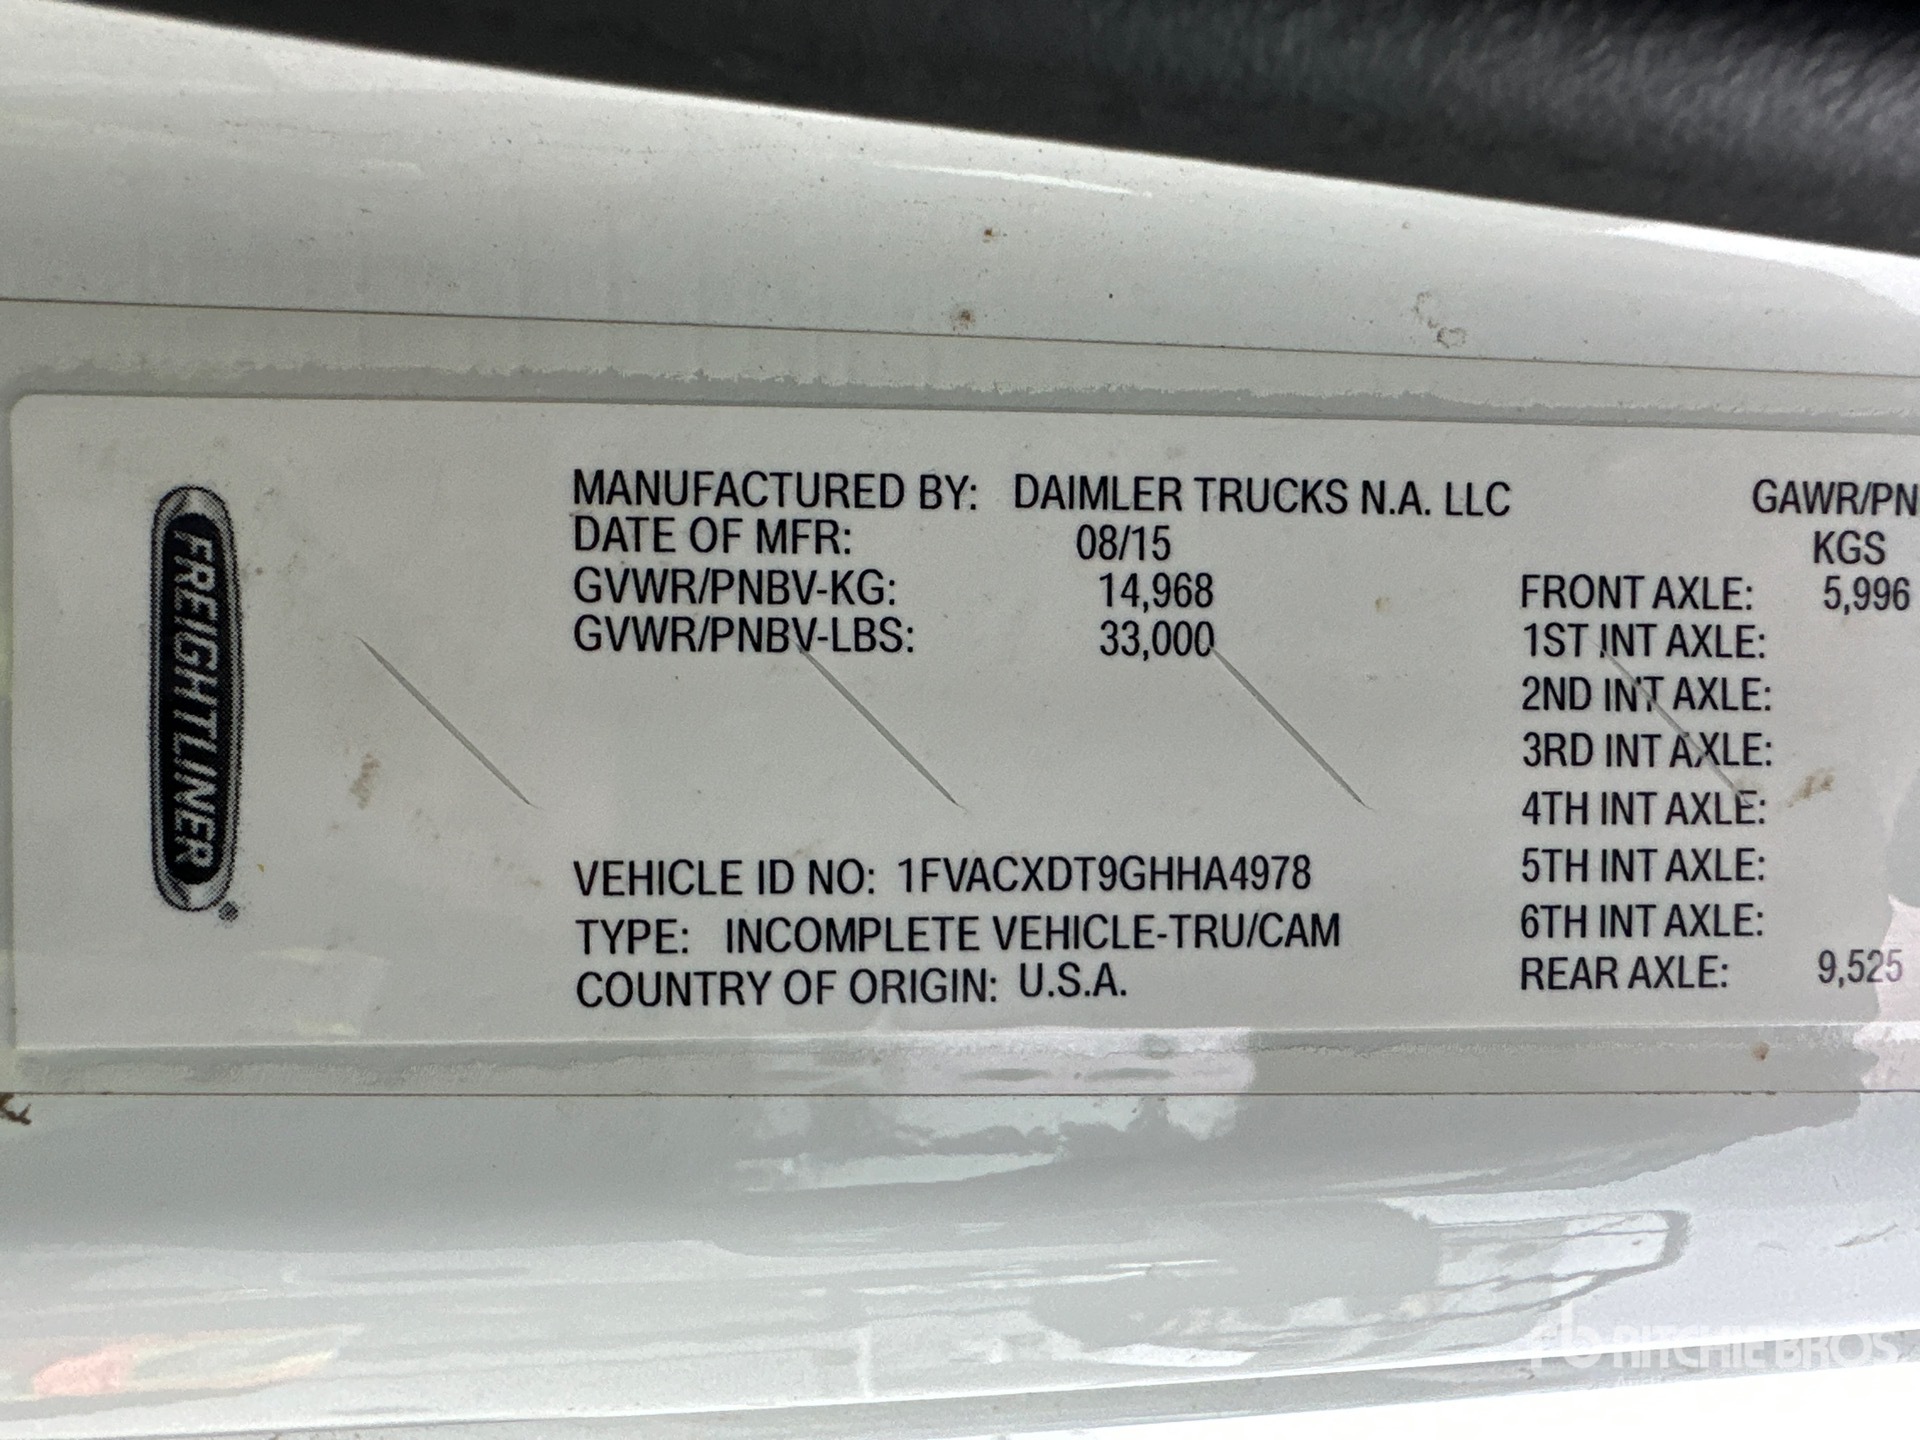 FREIGHTLINER®
MANUFACTURED BY: DAIMLER TRUCKS N.A. LLC
DATE OF MFR: 08/15
GVWR/PNBV-KG: 14,968
GVWR/PNBV-LBS: 33,000
VEHICLE ID NO: 1FVACXDT9GHHA4978
TYPE: INCOMPLETE VEHICLE-TRU/CAM
COUNTRY OF ORIGIN: U.S.A.
GAWR/PN
KGS
FRONT AXLE: 5,996
1ST INT AXLE:
2ND INT AXLE:
3RD INT AXLE:
4TH INT AXLE:
5TH INT AXLE:
6TH INT AXLE:
REAR AXLE: 9,525
rb RITCHIE BROS